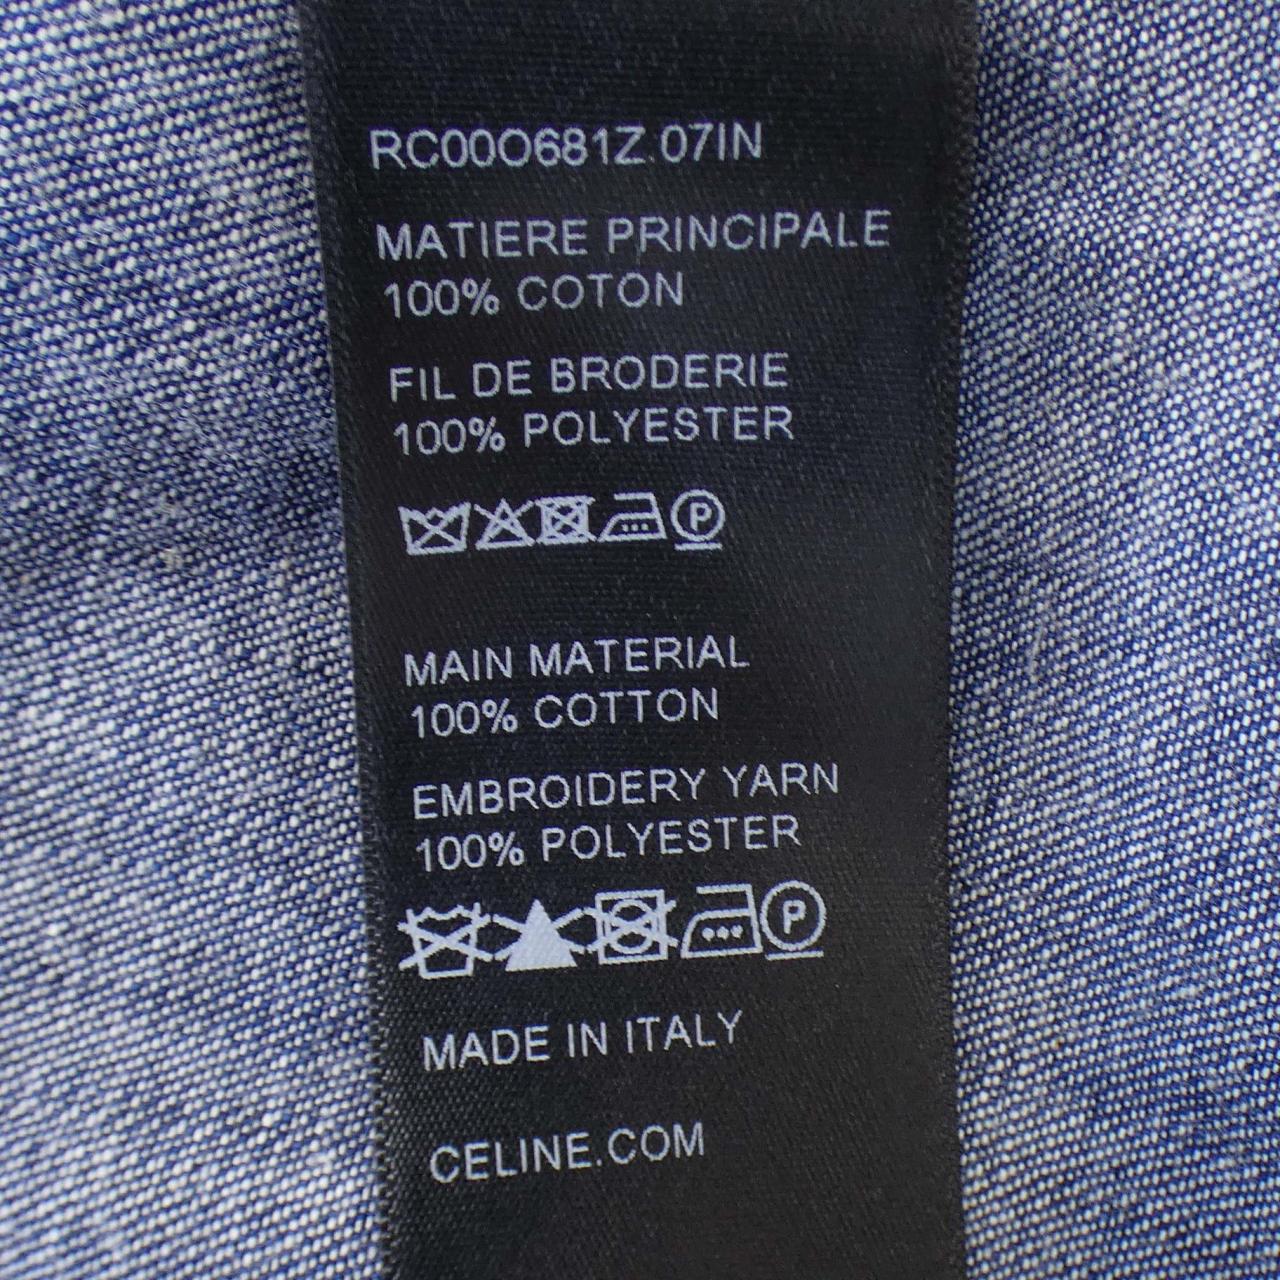 RC00O681Z.07IN
MATIERE PRINCIPALE
100% COTON
FIL DE BRODERIE
100% POLYESTER
P
MAIN MATERIAL
100% COTTON
EMBROIDERY YARN
100% POLYESTER
P
MADE IN ITALY
CELINE.COM